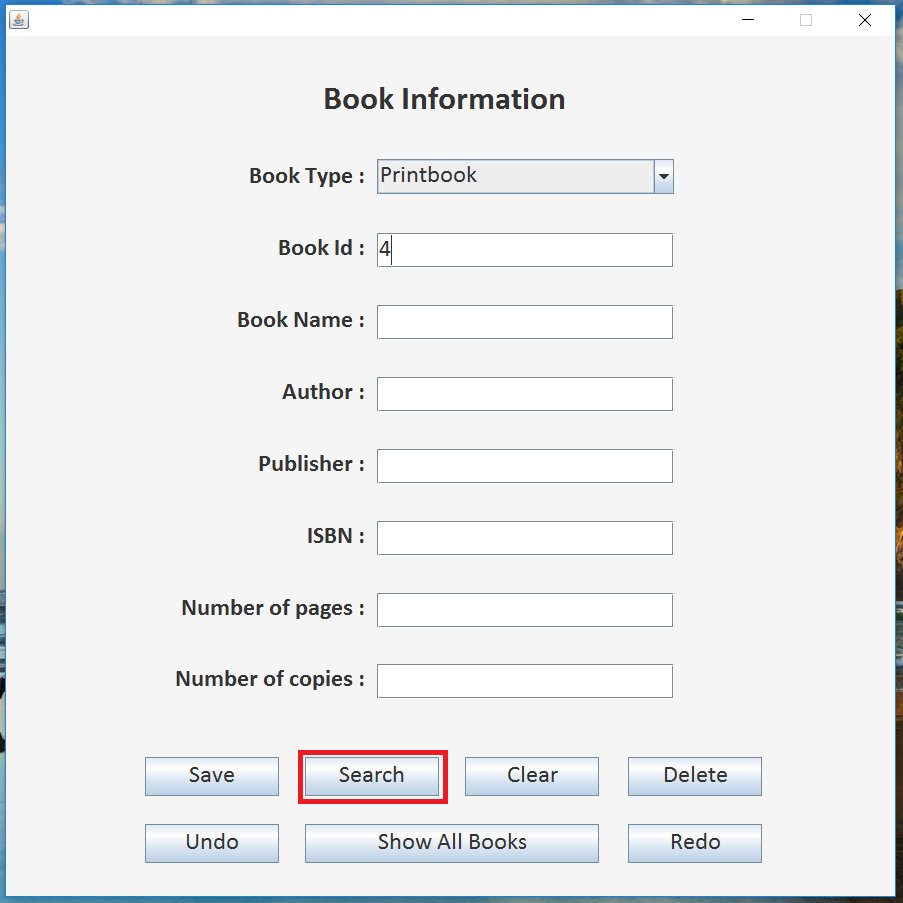 Book Information
Book Type : Printbook
Book Id : 4
Book Name :
Author :
Publisher :
ISBN :
Number of pages :
Number of copies :
Save Search Clear Delete
Undo Show All Books Redo